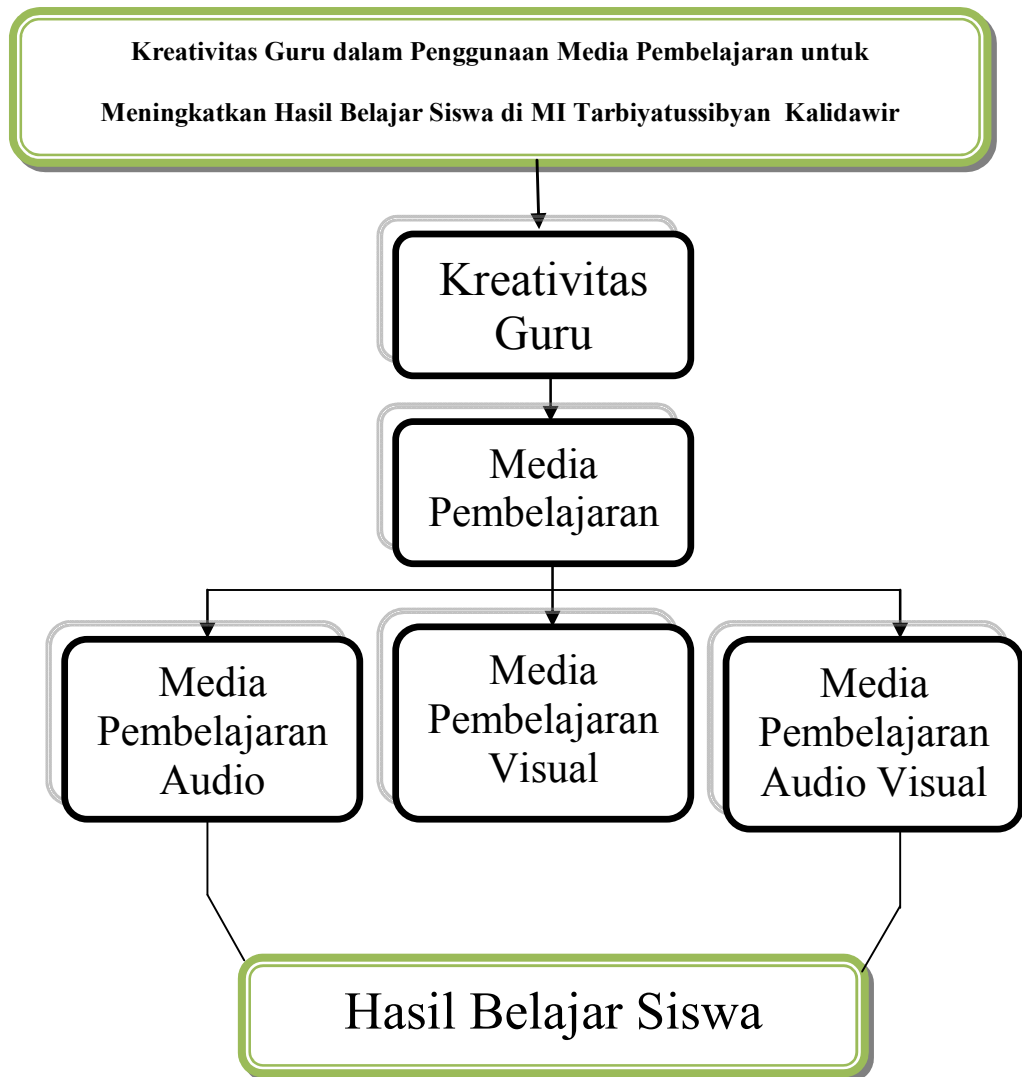 Kreativitas Guru dalam Penggunaan Media Pembelajaran untuk
Meningkatkan Hasil Belajar Siswa di MI Tarbiyatussibyan Kalidawir
Kreativitas
Guru
Media
Pembelajaran
Media
Pembelajaran
Audio
Media
Pembelajaran
Visual
Media
Pembelajaran
Audio Visual
Hasil Belajar Siswa